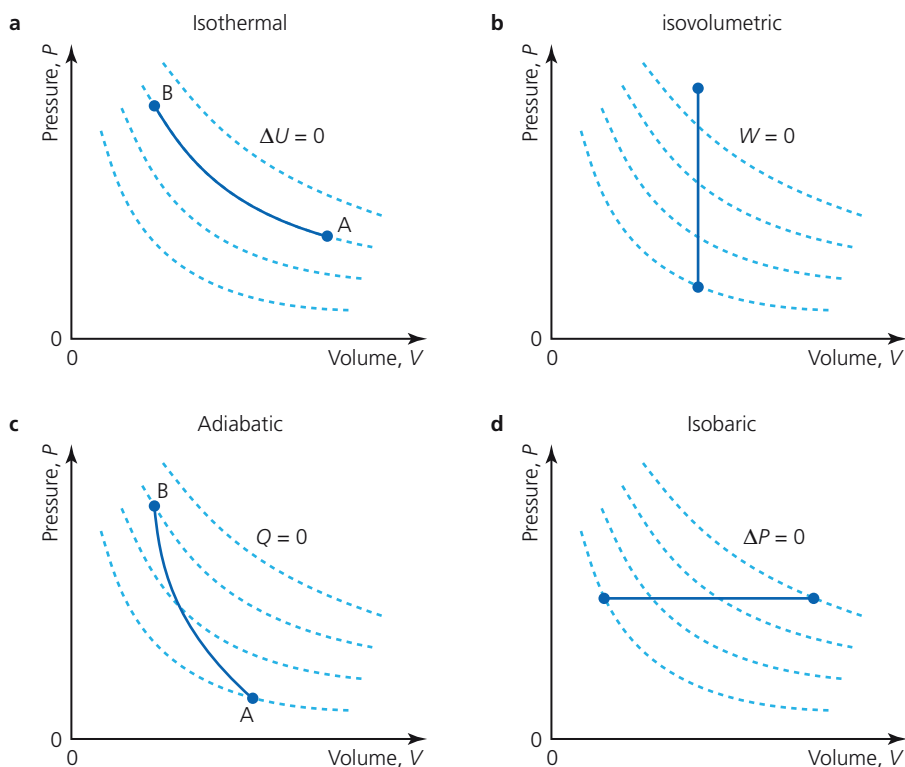 a Isothermal
Pressure, P
B
ΔU = 0
A
0
0
Volume, V
b isovolumetric
Pressure, P
W = 0
0
0
Volume, V
c Adiabatic
Pressure, P
B
Q = 0
A
0
0
Volume, V
d Isobaric
Pressure, P
ΔP = 0
0
0
Volume, V